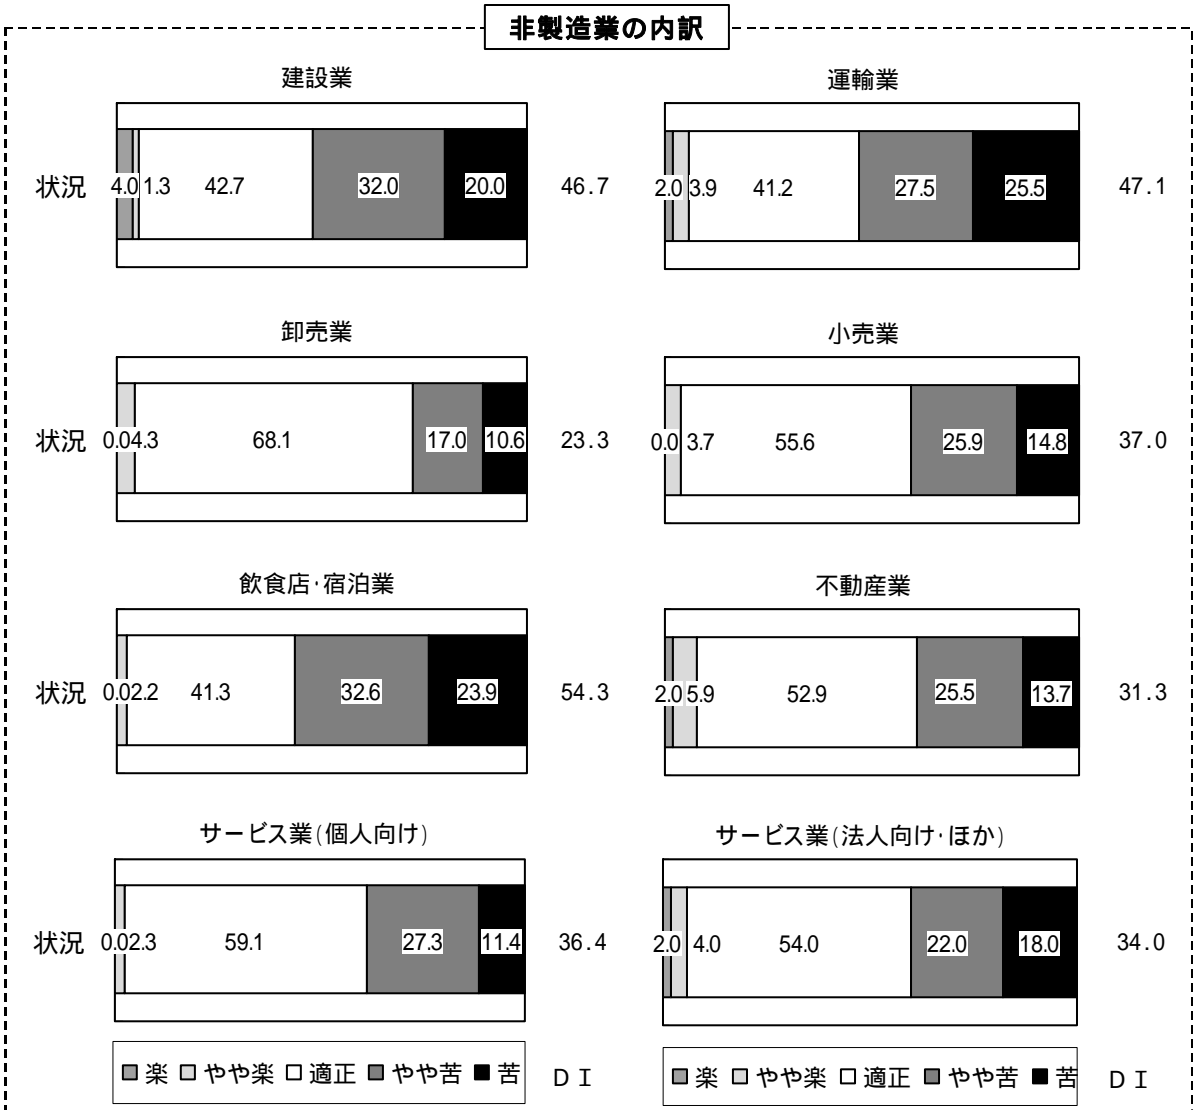 非製造業の内訳
建設業 運輸業
状況 4.0 1.3 42.7 32.0 20.0 46.7 2.0 3.9 41.2 27.5 25.5 47.1
卸売業 小売業
状況 0.0 4.3 68.1 17.0 10.6 23.3 0.0 3.7 55.6 25.9 14.8 37.0
飲食店・宿泊業 不動産業
状況 0.0 2.2 41.3 32.6 23.9 54.3 2.0 5.9 52.9 25.5 13.7 31.3
サービス業(個人向け) サービス業(法人向け・ほか)
状況 0.0 2.3 59.1 27.3 11.4 36.4 2.0 4.0 54.0 22.0 18.0 34.0
楽 やや楽 適正 やや苦 苦 ＤＩ 楽 やや楽 適正 やや苦 苦 ＤＩ